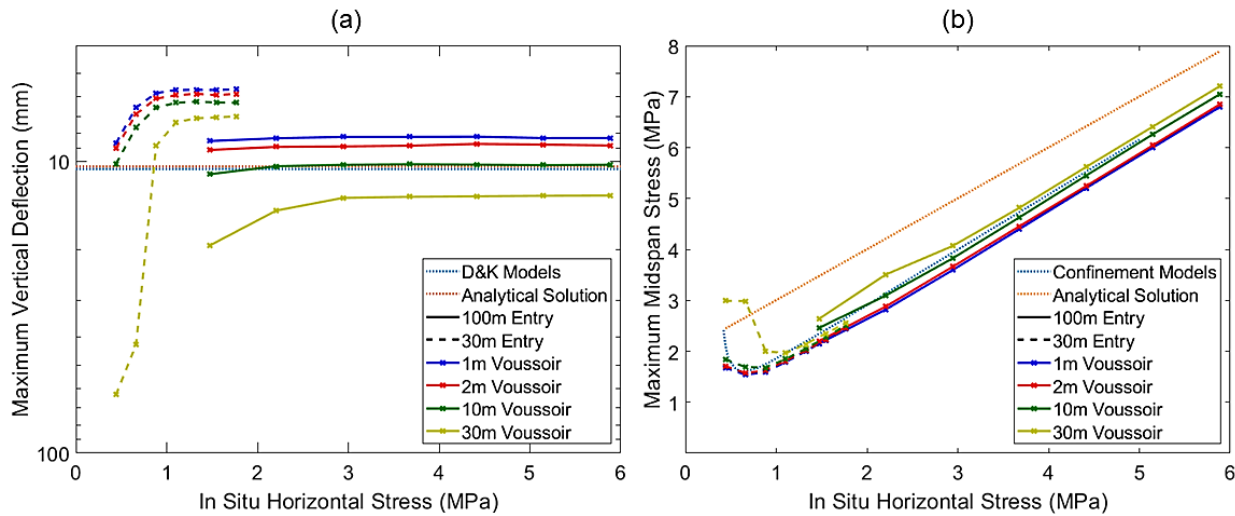 (a)
Maximum Vertical Deflection (mm)
10
100
0
1
2
3
4
5
6
In Situ Horizontal Stress (MPa)
D&K Models
Analytical Solution
100m Entry
30m Entry
1m Voussoir
2m Voussoir
10m Voussoir
30m Voussoir
(b)
Maximum Midspan Stress (MPa)
8
7
6
5
4
3
2
1
0
1
2
3
4
5
6
In Situ Horizontal Stress (MPa)
Confinement Models
Analytical Solution
100m Entry
30m Entry
1m Voussoir
2m Voussoir
10m Voussoir
30m Voussoir